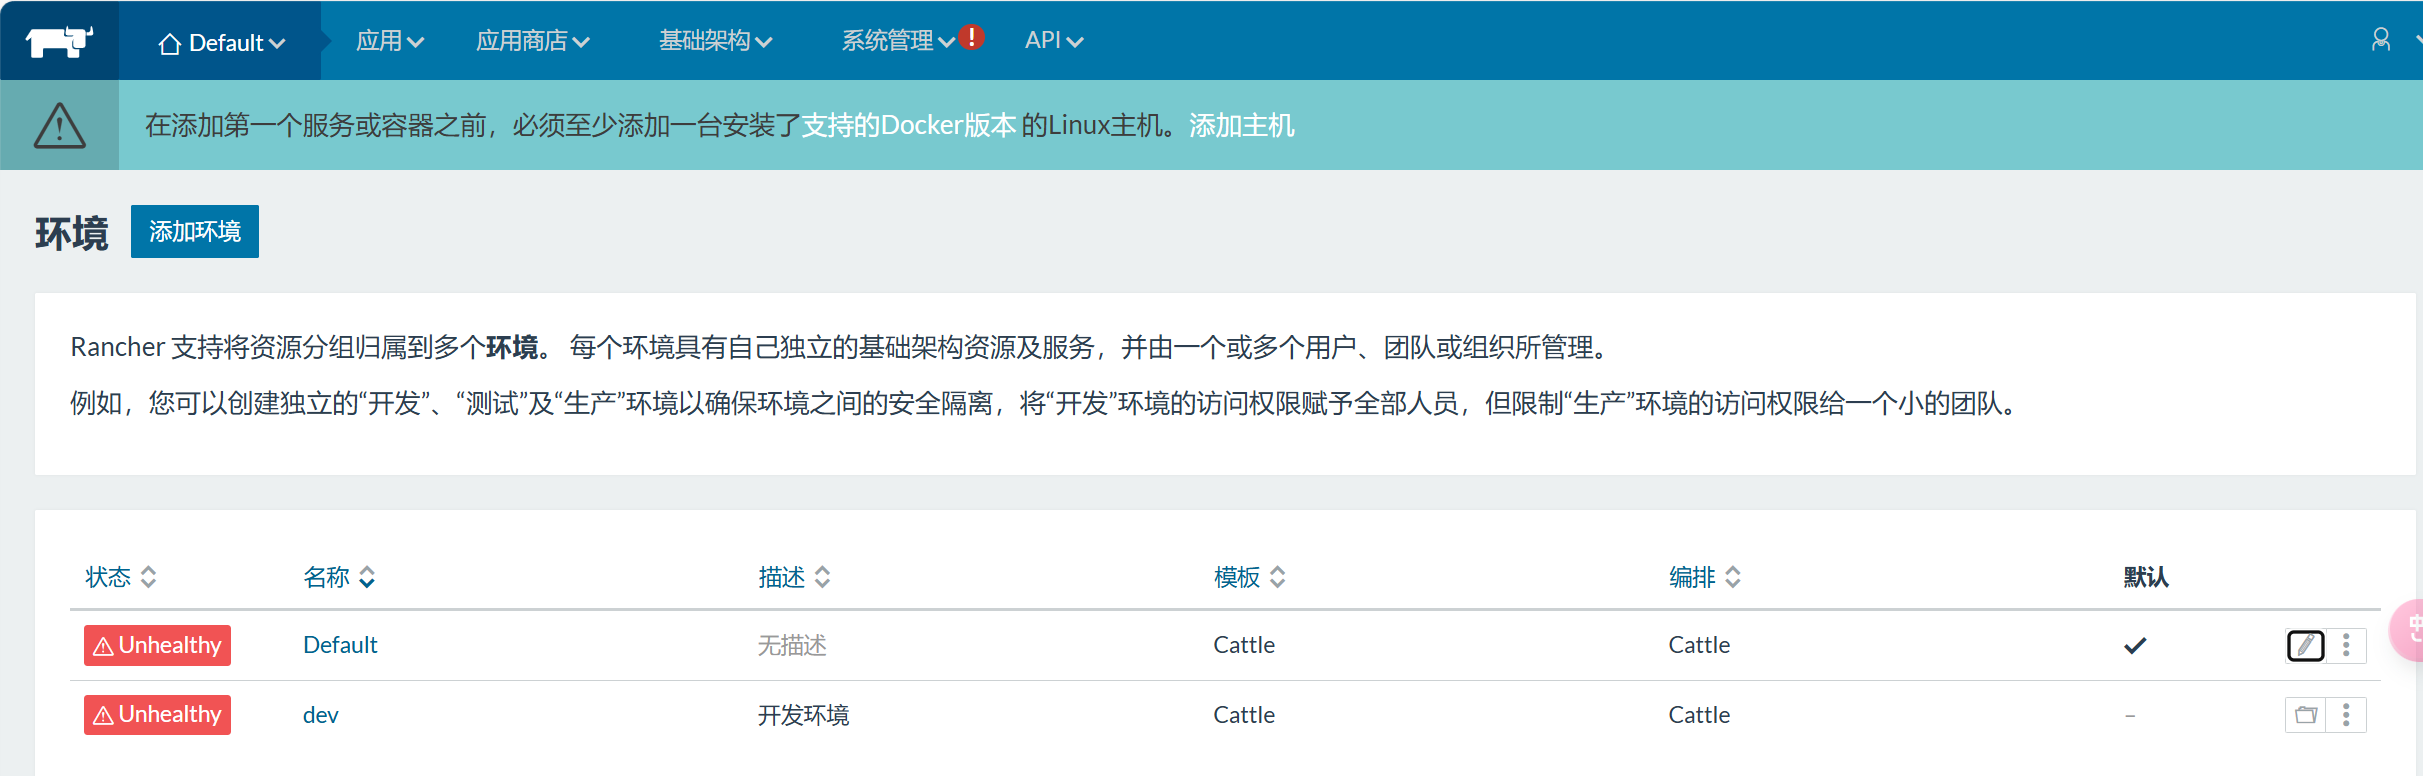 Default 应用 应用商店 基础架构 系统管理 ! API
在添加第一个服务或容器之前，必须至少添加一台安装了支持的Docker版本 的Linux主机。添加主机
环境 添加环境
Rancher 支持将资源分组归属到多个环境。 每个环境具有自己独立的基础架构资源及服务，并由一个或多个用户、团队或组织所管理。
例如，您可以创建独立的“开发”、“测试”及“生产”环境以确保环境之间的安全隔离，将“开发”环境的访问权限赋予全部人员，但限制“生产”环境的访问权限给一个小的团队。
状态 名称 描述 模板 编排 默认
Unhealthy Default 无描述 Cattle Cattle
Unhealthy dev 开发环境 Cattle Cattle –